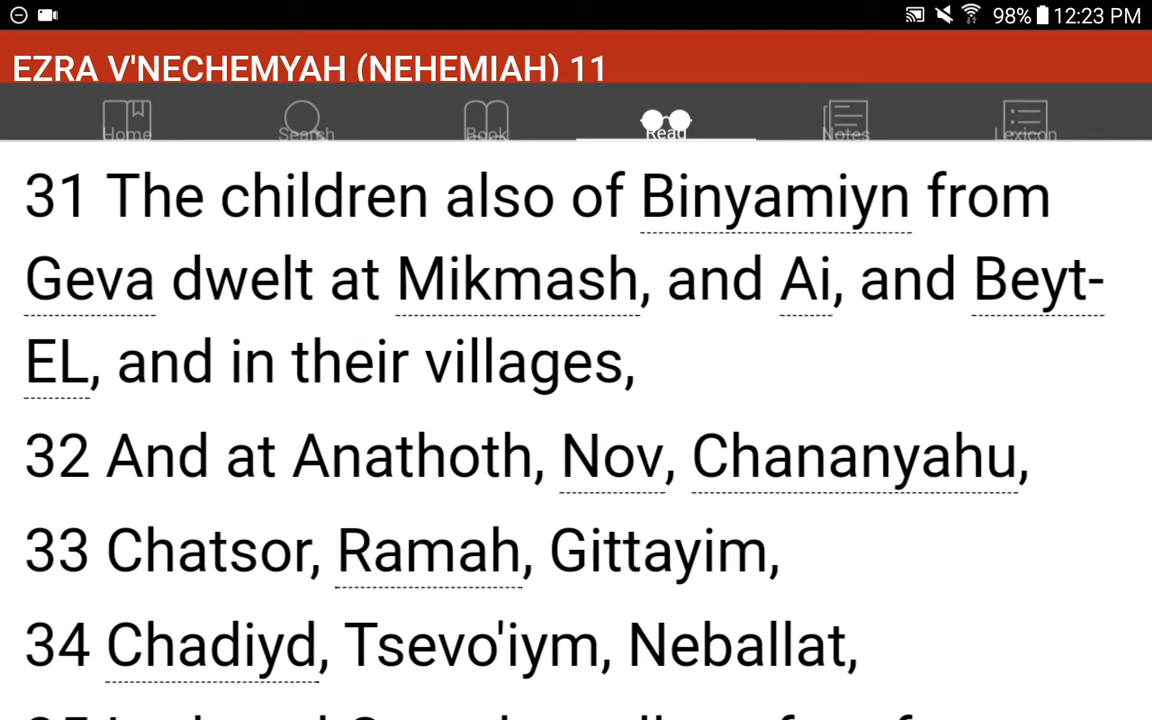 98% 12:23 PM
EZRA V'NECHEMYAH (NEHEMIAH) 11
Home Search Book Read Notes Lexicon
31 The children also of Binyamiyn from
Geva dwelt at Mikmash, and Ai, and Beyt-
EL, and in their villages,
32 And at Anathoth, Nov, Chananyahu,
33 Chatsor, Ramah, Gittayim,
34 Chadiyd, Tsevo'iym, Neballat,